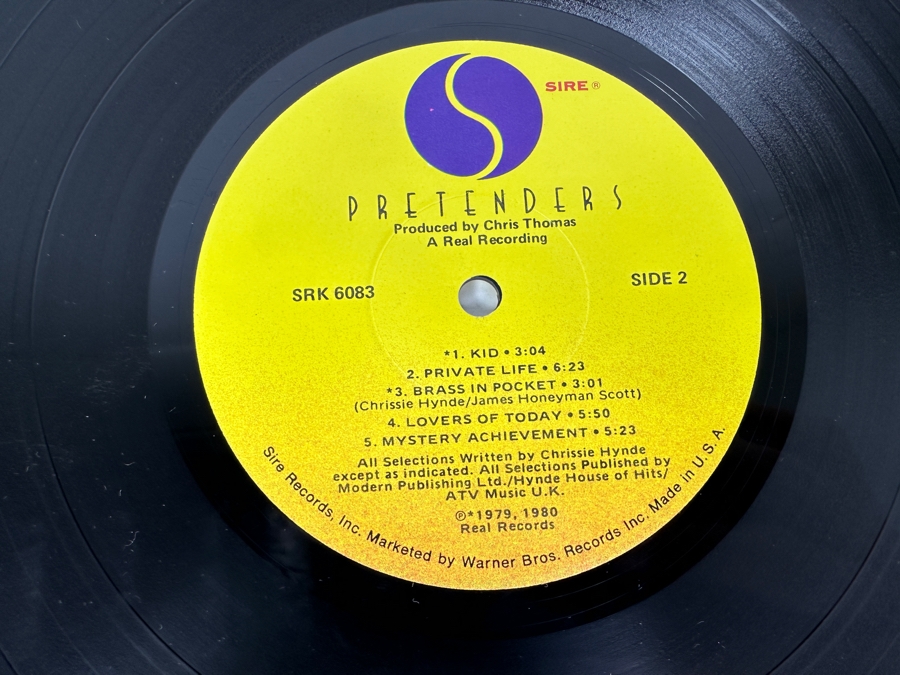 SIRE ®
PRETENDERS
Produced by Chris Thomas
A Real Recording
SRK 6083
SIDE 2
*1. KID • 3:04
2. PRIVATE LIFE • 6:23
*3. BRASS IN POCKET • 3:01
(Chrissie Hynde/James Honeyman Scott)
4. LOVERS OF TODAY • 5:50
5. MYSTERY ACHIEVEMENT • 5:23
All Selections Written by Chrissie Hynde
except as indicated. All Selections Published by
Modern Publishing Ltd./Hynde House of Hits/
ATV Music U.K.
℗*1979, 1980
Real Records
Sire Records, Inc. Marketed by Warner Bros. Records Inc. Made in U.S.A.